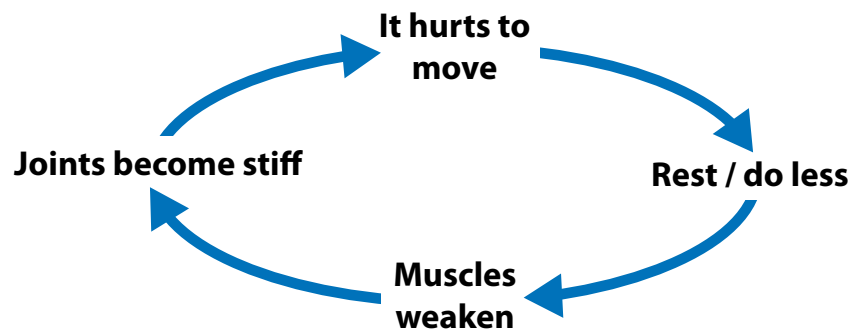 It hurts to
move
Rest / do less
Muscles
weaken
Joints become stiff